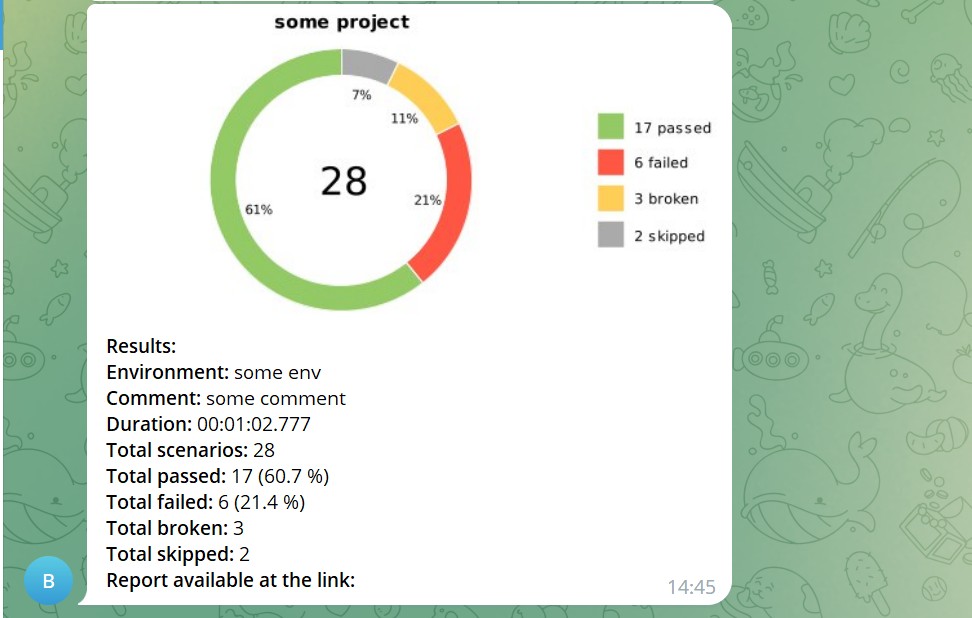 some project
7%
11%
28
61%
21%
17 passed
6 failed
3 broken
2 skipped
Results:
Environment: some env
Comment: some comment
Duration: 00:01:02.777
Total scenarios: 28
Total passed: 17 (60.7 %)
Total failed: 6 (21.4 %)
Total broken: 3
Total skipped: 2
Report available at the link:
B
14:45